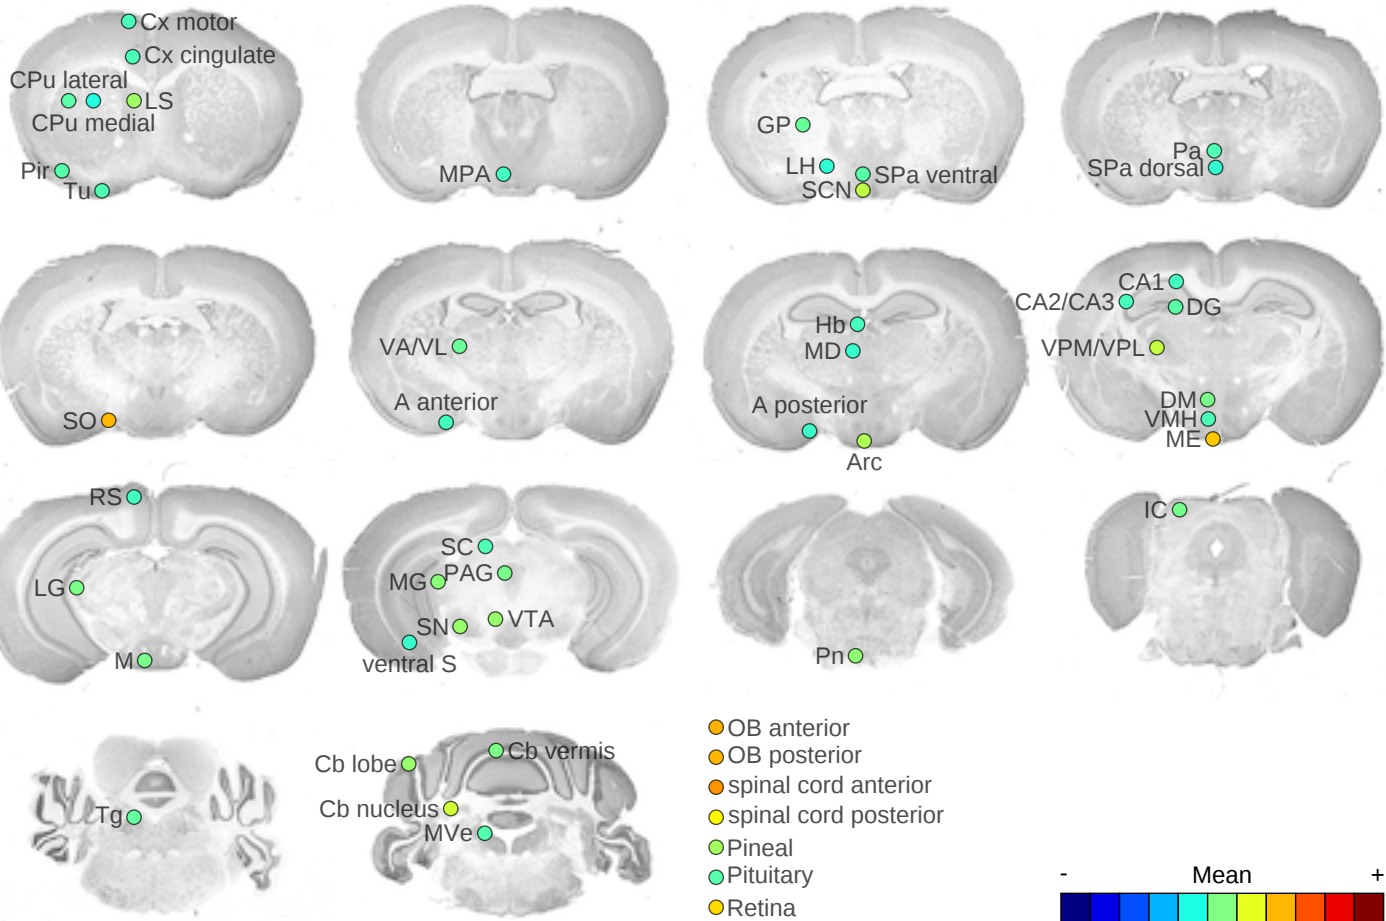 Cx motor
Cx cingulate
CPu lateral
LS
CPu medial
Pir
Tu
MPA
GP
LH
SPa ventral
SCN
Pa
SPa dorsal
SO
VA/VL
A anterior
Hb
MD
A posterior
Arc
CA1
CA2/CA3
DG
VPM/VPL
DM
VMH
ME
RS
LG
M
SC
MG
PAG
SN
VTA
ventral S
Pn
IC
Tg
Cb lobe
Cb vermis
Cb nucleus
MVe
OB anterior
OB posterior
spinal cord anterior
spinal cord posterior
Pineal
Pituitary
Retina
- Mean +